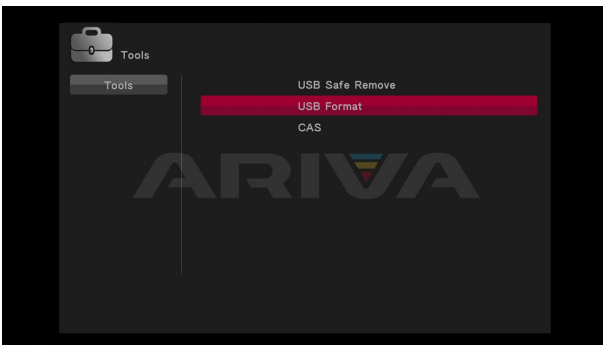 Tools
Tools
USB Safe Remove
USB Format
CAS
ARIVA